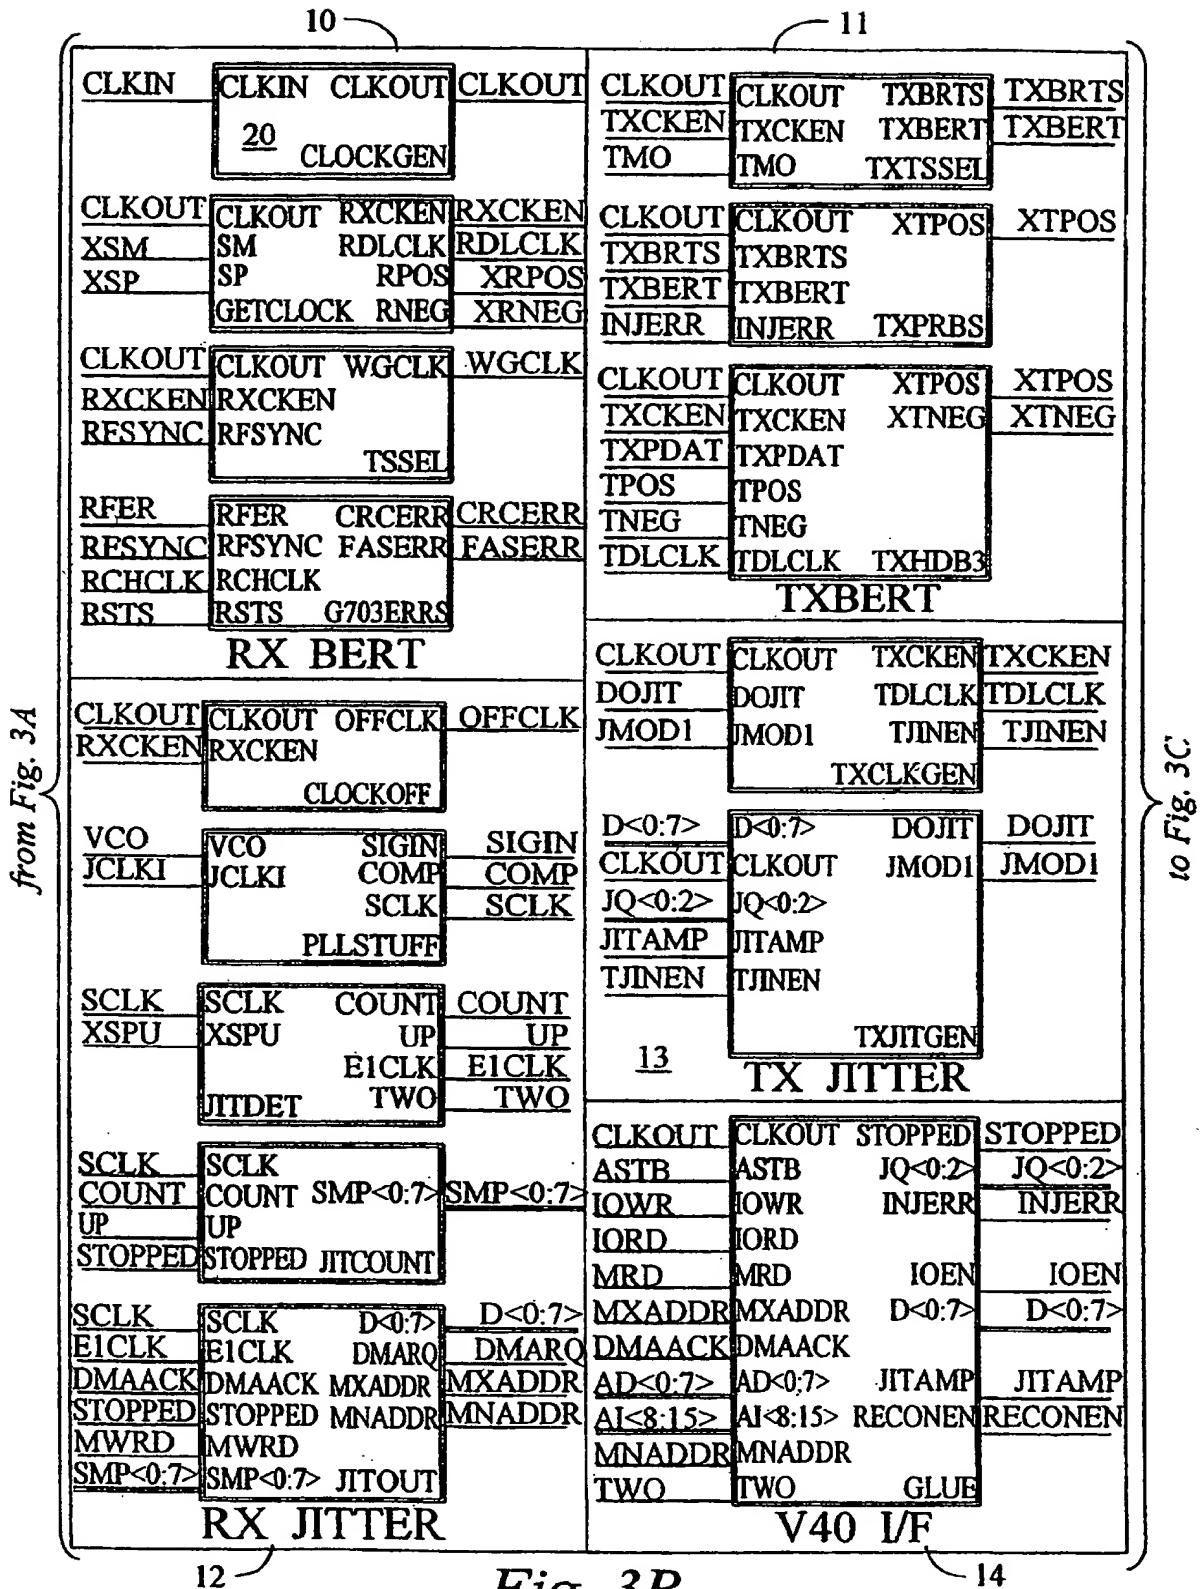 10
CLKIN CLKIN CLKOUT CLKOUT
20
CLOCKGEN
CLKOUT CLKOUT RXCKEN RXCKEN
XSM SM RDLCLK RDLCLK
XSP SP RPOS XRPOS
GETCLOCK RNEG XRNEG
CLKOUT CLKOUT WGCLK WGCLK
RXCKEN RXCKEN
RFSYNC RFSYNC
TSSEL
RFER RFER CRCERR CRCERR
RFSYNC RFSYNC FASERR FASERR
RCHCLK RCHCLK
RSTS RSTS G703ERRS
RX BERT
from Fig. 3A
CLKOUT CLKOUT OFFCLK OFFCLK
RXCKEN RXCKEN
CLOCKOFF
VCO VCO SIGIN SIGIN
JCLKI JCLKI COMP COMP
SCLK SCLK
PLLSTUFF
SCLK SCLK COUNT COUNT
XSPU XSPU UP UP
E1CLK E1CLK
JITDET TWO TWO
SCLK SCLK
COUNT COUNT SMP<0:7> SMP<0:7>
UP UP
STOPPED STOPPED JITCOUNT
SCLK SCLK D<0:7> D<0:7>
E1CLK E1CLK DMARQ DMARQ
DMAACK DMAACK MXADDR MXADDR
STOPPED STOPPED MNADDR MNADDR
MWRD MWRD
SMP<0:7> SMP<0:7> JITOUT
RX JITTER
12
11
CLKOUT CLKOUT TXBRTS TXBRTS
TXCKEN TXCKEN TXBERT TXBERT
TMO TMO TXTSSEL
CLKOUT CLKOUT XTPOS XTPOS
TXBRTS TXBRTS
TXBERT TXBERT
INJERR INJERR TXPRBS
CLKOUT CLKOUT XTPOS XTPOS
TXCKEN TXCKEN XTNEG XTNEG
TXPDAT TXPDAT
TPOS TPOS
TNEG TNEG
TDLCLK TDLCLK TXHDB3
TXBERT
CLKOUT CLKOUT TXCKEN TXCKEN
DOJIT DOJIT TDLCLK TDLCLK
JMOD1 JMOD1 TJINEN TJINEN
TXCLKGEN
D<0:7> D<0:7> DOJIT DOJIT
CLKOUT CLKOUT JMOD1 JMOD1
JQ<0:2> JQ<0:2>
JITAMP JITAMP
TJINEN TJINEN
TXJITGEN
13
TX JITTER
to Fig. 3C.
CLKOUT CLKOUT STOPPED STOPPED
ASTB ASTB JQ<0:2> JQ<0:2>
IOWR IOWR INJERR INJERR
IORD IORD
MRD MRD IOEN IOEN
MXADDR MXADDR D<0:7> D<0:7>
DMAACK DMAACK
AD<0:7> AD<0:7> JITAMP JITAMP
AI<8:15> AI<8:15> RECONEN RECONEN
MNADDR MNADDR
TWO TWO GLUE
V40 I/F
14
Fig. 3B